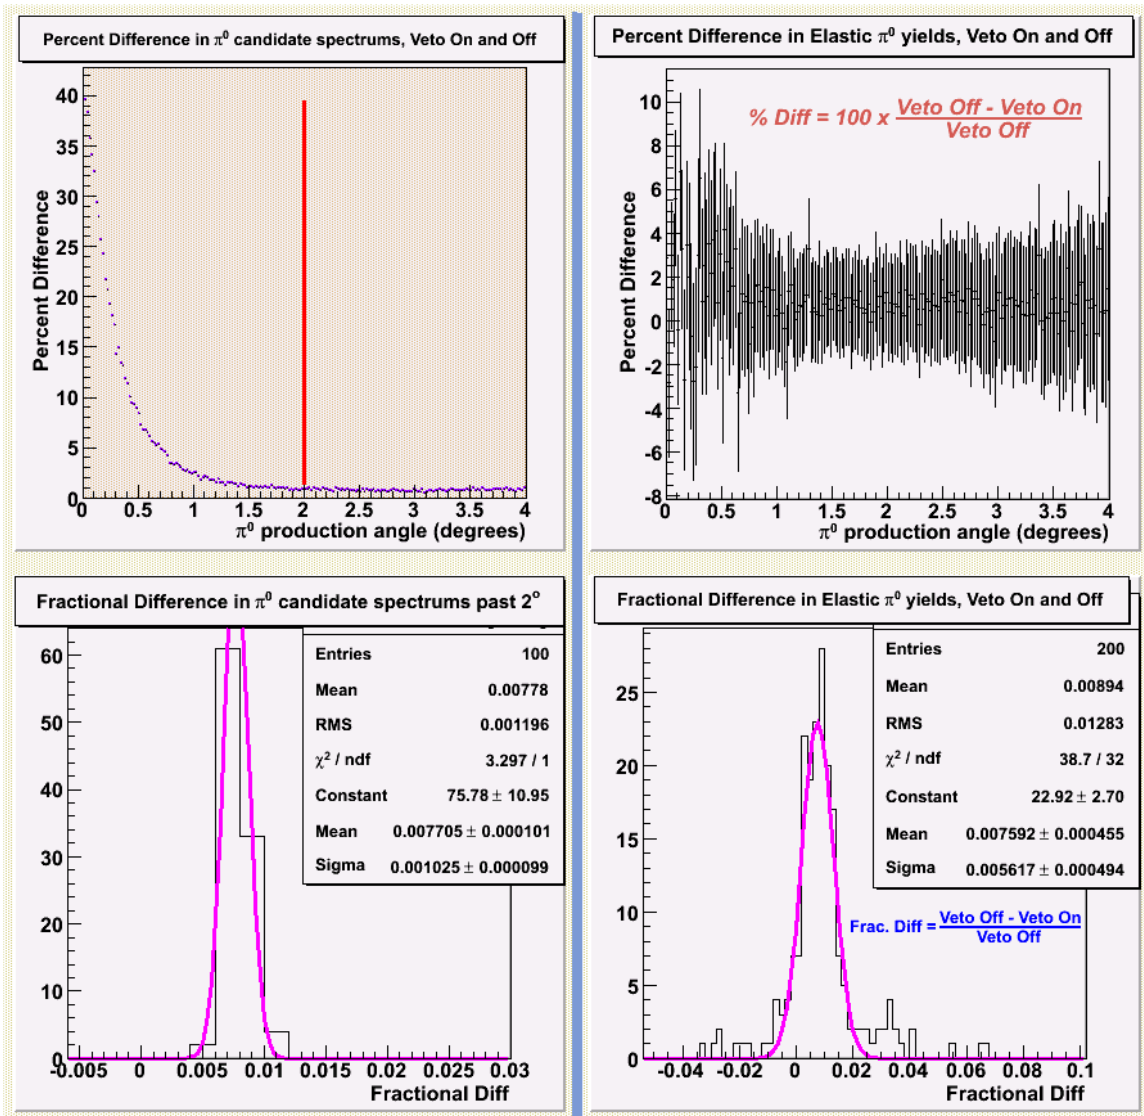 Percent Difference in π⁰ candidate spectrums, Veto On and Off
Percent Difference
40
35
30
25
20
15
10
5
0
0 0.5 1 1.5 2 2.5 3 3.5 4
π⁰ production angle (degrees)
Percent Difference in Elastic π⁰ yields, Veto On and Off
% Diff = 100 x Veto Off - Veto On
Veto Off
Percent Difference
10
8
6
4
2
0
-2
-4
-6
-8
0 0.5 1 1.5 2 2.5 3 3.5 4
π⁰ production angle (degrees)
Fractional Difference in π⁰ candidate spectrums past 2°
Entries 100
Mean 0.00778
RMS 0.001196
χ² / ndf 3.297 / 1
Constant 75.78 ± 10.95
Mean 0.007705 ± 0.000101
Sigma 0.001025 ± 0.000099
60
50
40
30
20
10
0
-0.005 0 0.005 0.01 0.015 0.02 0.025 0.03
Fractional Diff
Fractional Difference in Elastic π⁰ yields, Veto On and Off
Entries 200
Mean 0.00894
RMS 0.01283
χ² / ndf 38.7 / 32
Constant 22.92 ± 2.70
Mean 0.007592 ± 0.000455
Sigma 0.005617 ± 0.000494
Frac. Diff = Veto Off - Veto On
Veto Off
25
20
15
10
5
0
-0.04 -0.02 0 0.02 0.04 0.06 0.08 0.1
Fractional Diff